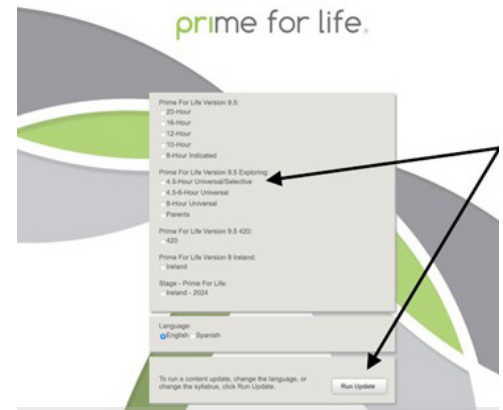 prime for life®
Prime For Life Version 9.5:
20-Hour
16-Hour
12-Hour
10-Hour
8-Hour Indicated
Prime For Life Version 9.5 Exploring:
4.5-Hour Universal/Selective
4.5-6-Hour Universal
8-Hour Universal
Parents
Prime For Life Version 9.5 420:
420
Prime For Life Version 9 Ireland:
Ireland
Stage - Prime For Life:
Ireland - 2024
Language:
English Spanish
To run a content update, change the language, or
change the syllabus, click Run Update.
Run Update